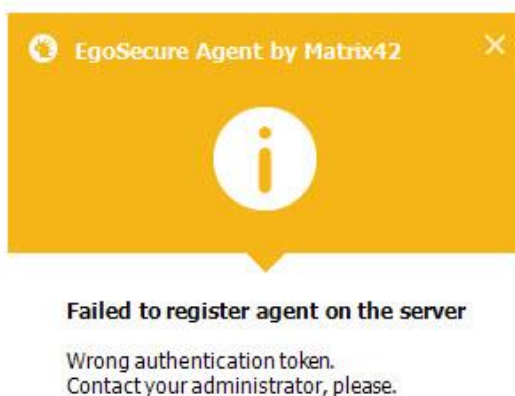 EgoSecure Agent by Matrix42
Failed to register agent on the server
Wrong authentication token.
Contact your administrator, please.